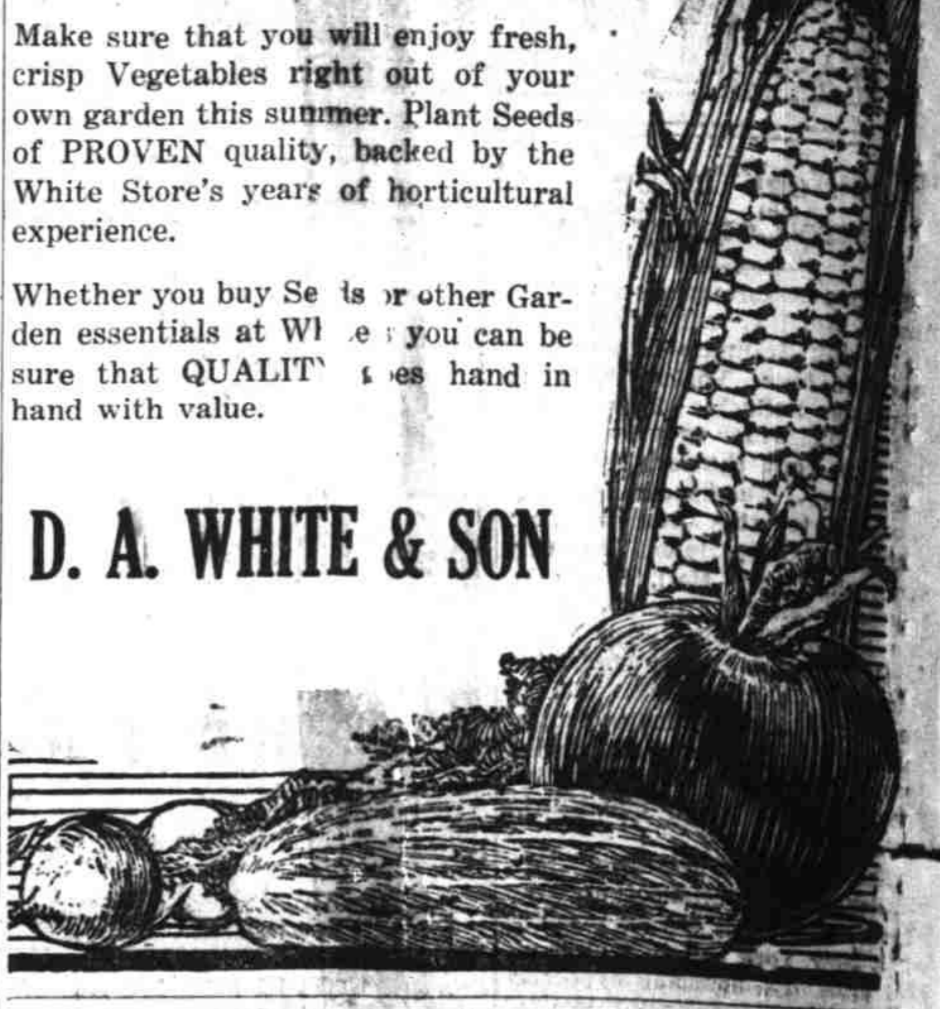 Make sure that you will enjoy fresh,
crisp Vegetables right out of your
own garden this summer. Plant Seeds
of PROVEN quality, backed by the
White Store's years of horticultural
experience.
Whether you buy or other Gar-
den essentials at you can be
sure that hand in
hand with value.
D. A. WHITE & SON